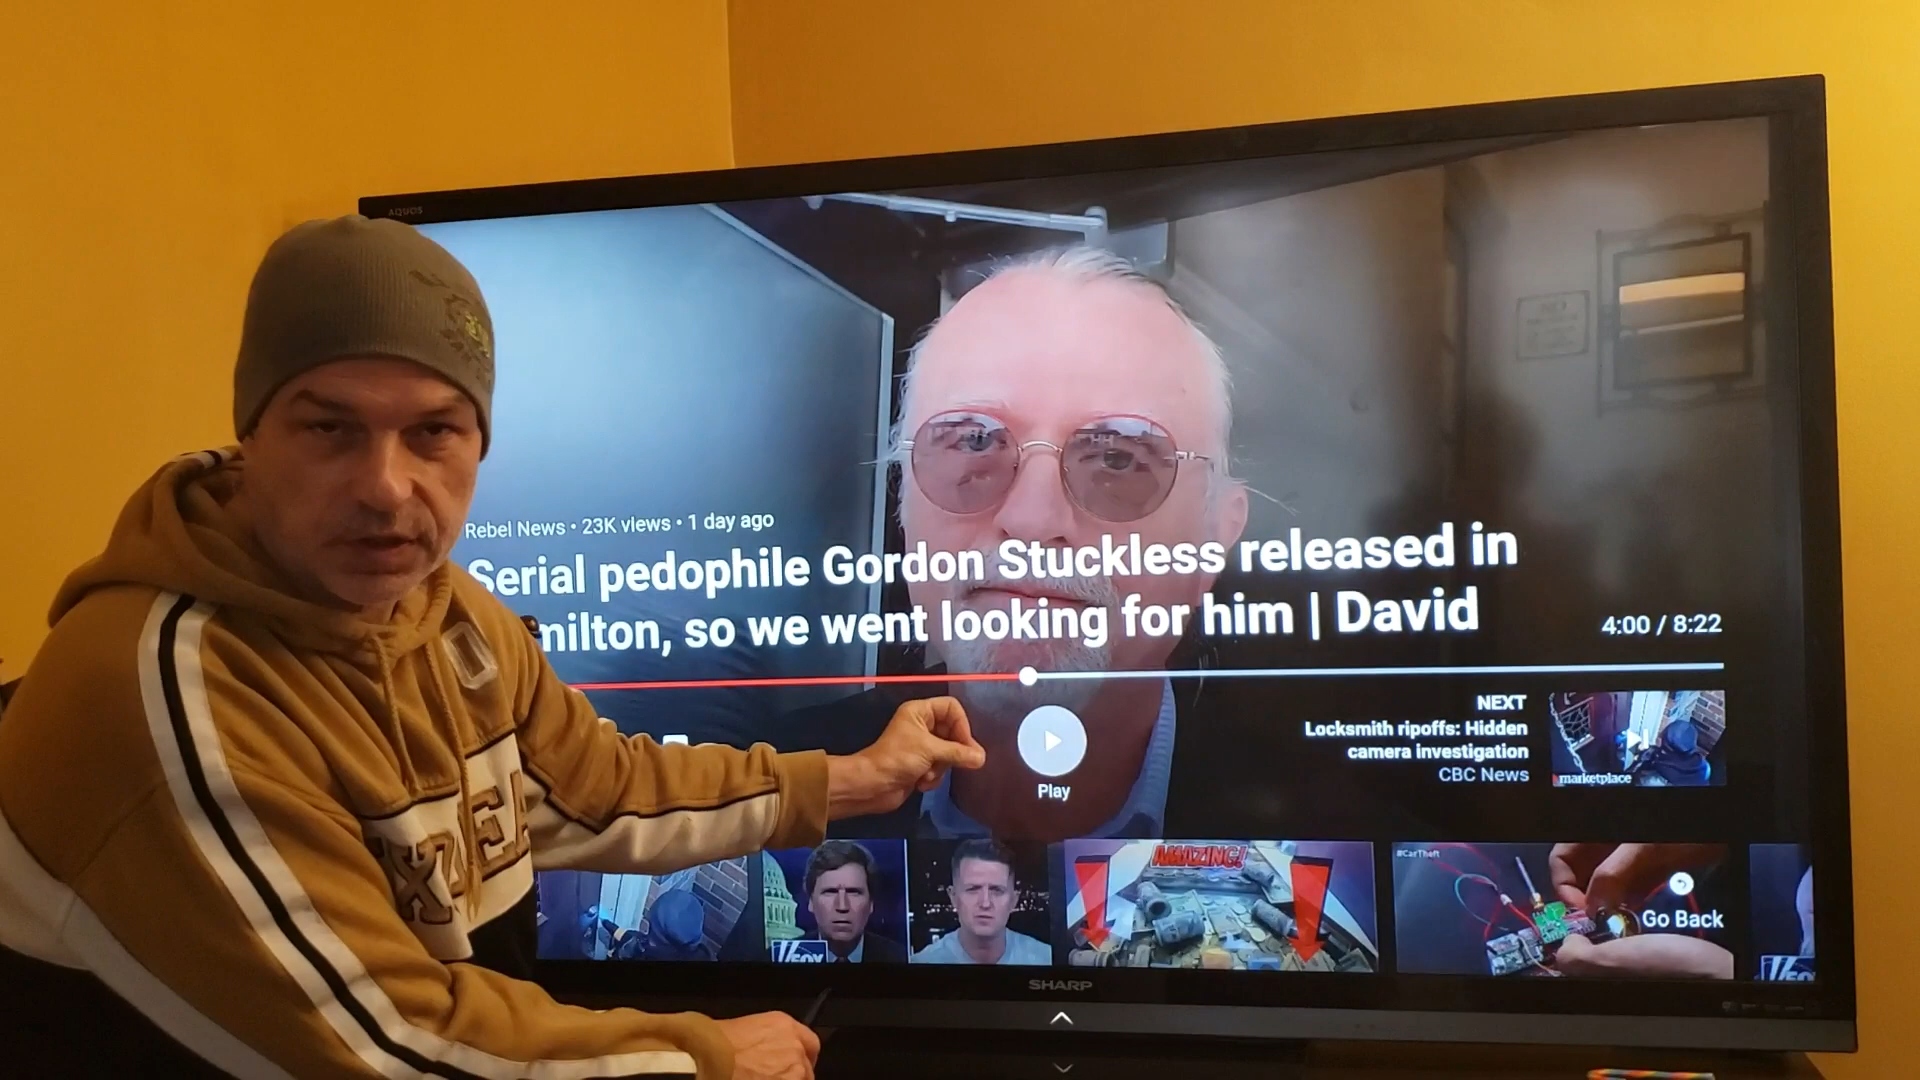 AQUOS
Rebel News • 23K views • 1 day ago
Serial pedophile Gordon Stuckless released in
milton, so we went looking for him | David
4:00 / 8:22
NEXT
Locksmith ripoffs: Hidden
camera investigation
CBC News
marketplace
Play
AMAZING!
#CarTheft
Go Back
FOX
SHARP